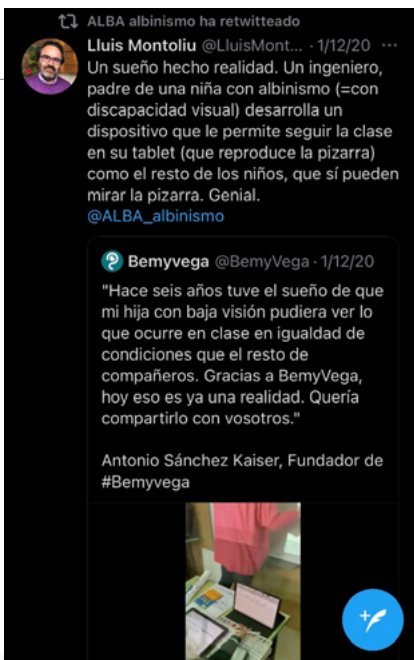 ALBA albinismo ha retwitteado
Lluis Montoliu @LluisMont... · 1/12/20 ···
Un sueño hecho realidad. Un ingeniero,
padre de una niña con albinismo (=con
discapacidad visual) desarrolla un
dispositivo que le permite seguir la clase
en su tablet (que reproduce la pizarra)
como el resto de los niños, que sí pueden
mirar la pizarra. Genial.
@ALBA_albinismo
Bemyvega @BemyVega · 1/12/20
"Hace seis años tuve el sueño de que
mi hija con baja visión pudiera ver lo
que ocurre en clase en igualdad de
condiciones que el resto de
compañeros. Gracias a BemyVega,
hoy eso es ya una realidad. Quería
compartirlo con vosotros."
Antonio Sánchez Kaiser, Fundador de
#Bemyvega